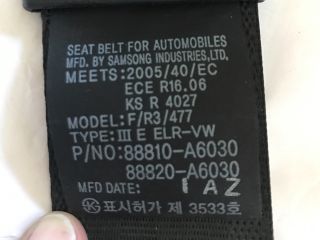 SEAT BELT FOR AUTOMOBILES
MFD. BY SAMSONG INDUSTRIES,LTD.
MEETS:2005/40/EC
ECE R16.06
KS R 4027
MODEL:F/R3/477
TYPE:Ⅲ E ELR-VW
P/NO:88810-A6030
88820-A6030
MFD DATE: 1 AZ
표시허가 제 3533호